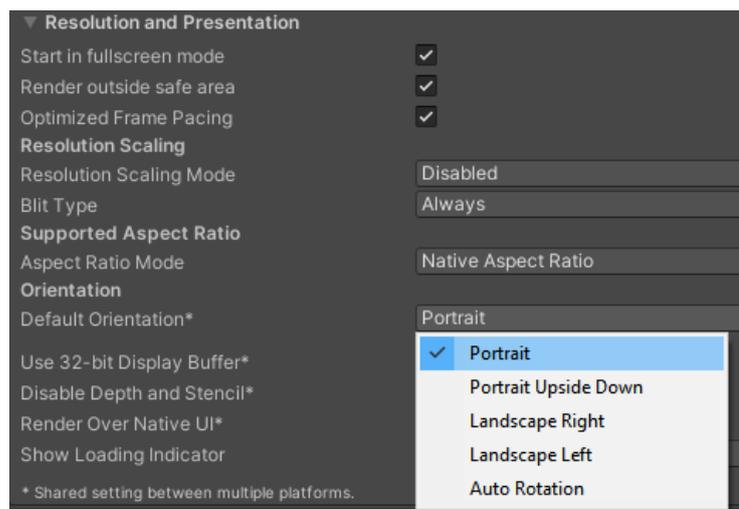 Resolution and Presentation
Start in fullscreen mode
Render outside safe area
Optimized Frame Pacing
Resolution Scaling
Resolution Scaling Mode Disabled
Blit Type Always
Supported Aspect Ratio
Aspect Ratio Mode Native Aspect Ratio
Orientation
Default Orientation* Portrait
Portrait
Use 32-bit Display Buffer*
Portrait Upside Down
Disable Depth and Stencil*
Landscape Right
Render Over Native UI*
Landscape Left
Show Loading Indicator
Auto Rotation
* Shared setting between multiple platforms.